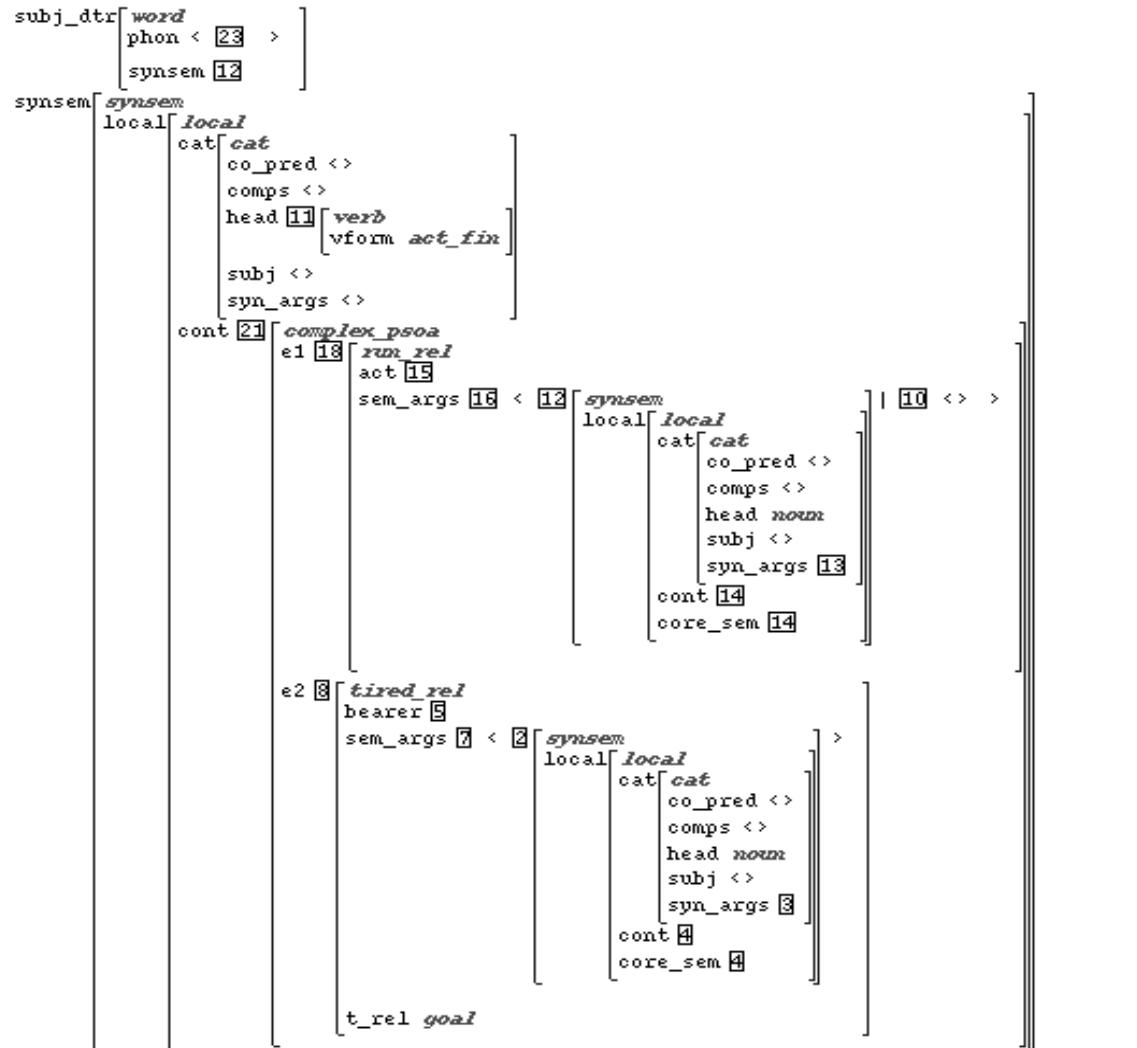 subj_dtr word
phon < 23 >
synsem 12
synsem synsem
local local
cat cat
co_pred <>
comps <>
head 11 verb
vform act_fin
subj <>
syn_args <>
cont 21 complex_psoa
e1 18 run_rel
act 15
sem_args 16 < 12 synsem | 10 <> >
local local
cat cat
co_pred <>
comps <>
head noun
subj <>
syn_args 13
cont 14
core_sem 14
e2 8 tired_rel
bearer 5
sem_args 7 < 2 synsem >
local local
cat cat
co_pred <>
comps <>
head noun
subj <>
syn_args 3
cont 4
core_sem 4
t_rel goal